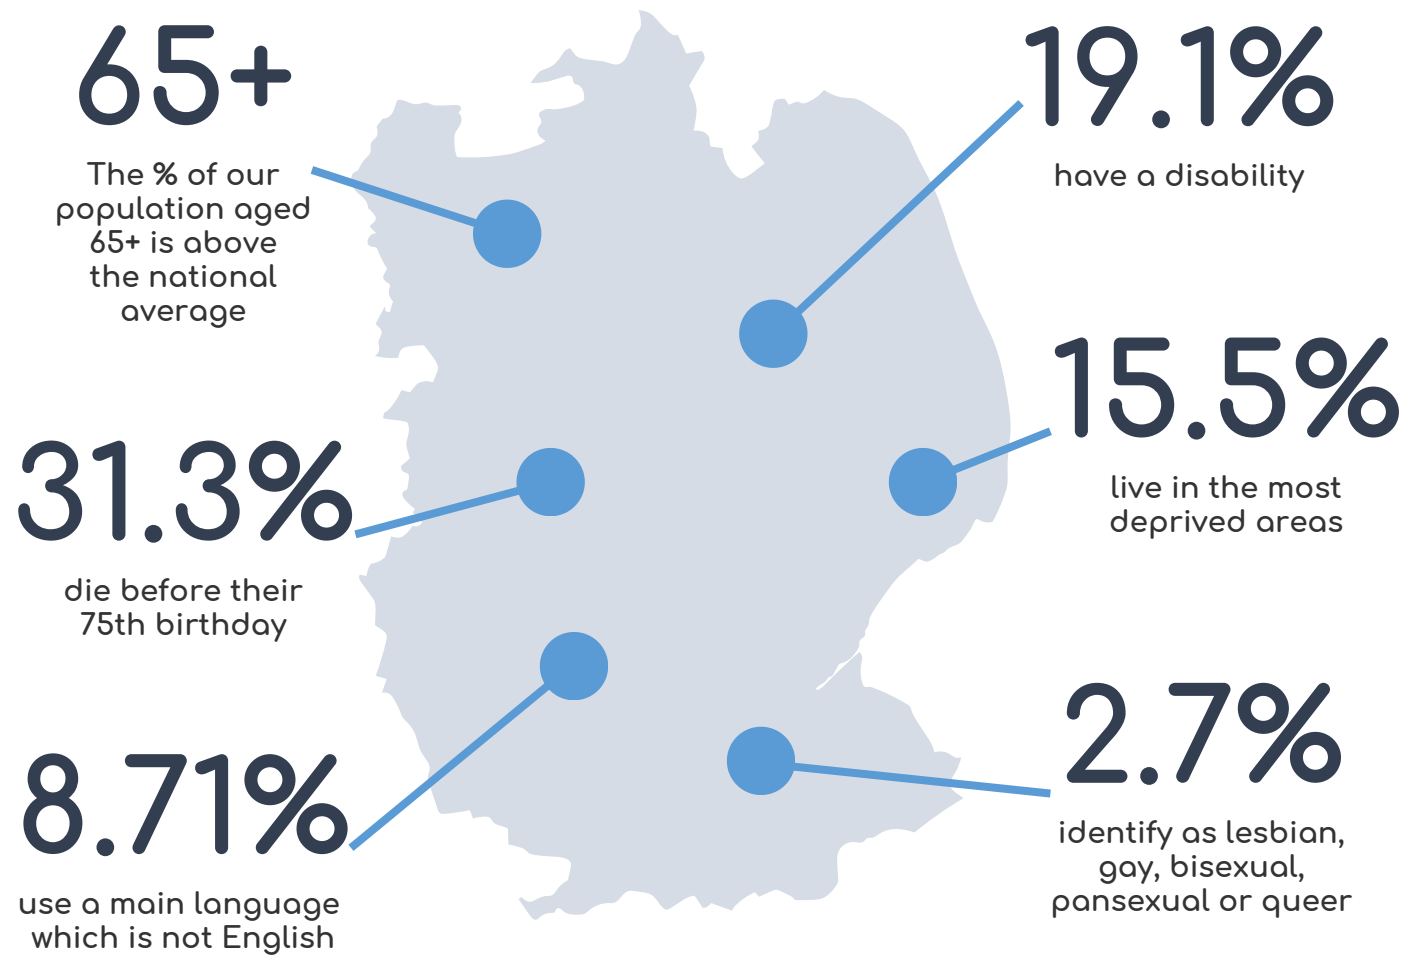 65+
The % of our
population aged
65+ is above
the national
average
19.1%
have a disability
31.3%
die before their
75th birthday
15.5%
live in the most
deprived areas
8.71%
use a main language
which is not English
2.7%
identify as lesbian,
gay, bisexual,
pansexual or queer